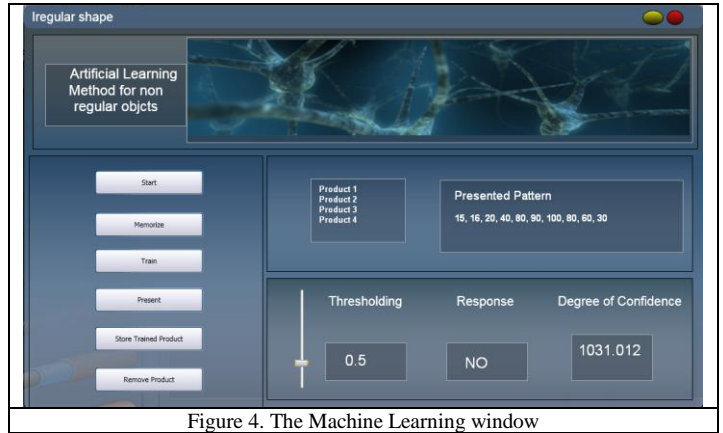 Iregular shape
Artificial Learning
Method for non
regular objcts
Start
Memorize
Train
Present
Store Trained Product
Remove Product
Product 1
Product 2
Product 3
Product 4
Presented Pattern
15, 16, 20, 40, 80, 90, 100, 80, 60, 30
Thresholding
Response
Degree of Confidence
0.5
NO
1031.012
Figure 4. The Machine Learning window